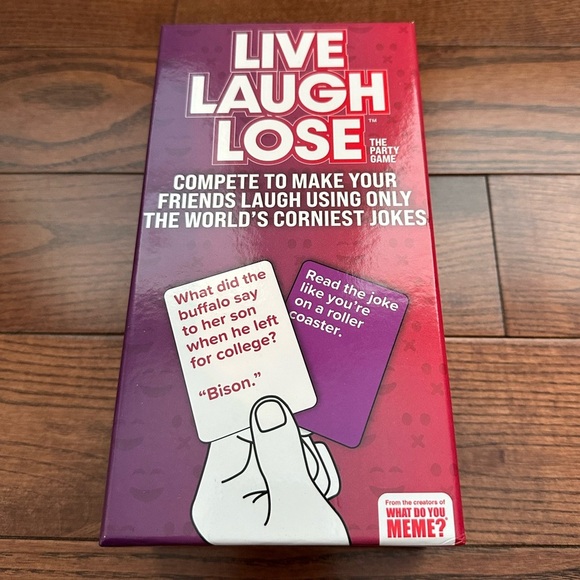 LIVE
LAUGH
LOSE™
THE
PARTY
GAME
COMPETE TO MAKE YOUR
FRIENDS LAUGH USING ONLY
THE WORLD'S CORNIEST JOKES
What did the
buffalo say
to her son
when he left
for college?
“Bison.”
Read the joke
like you're
on a roller
coaster.
From the creators of
WHAT DO YOU
MEME?®